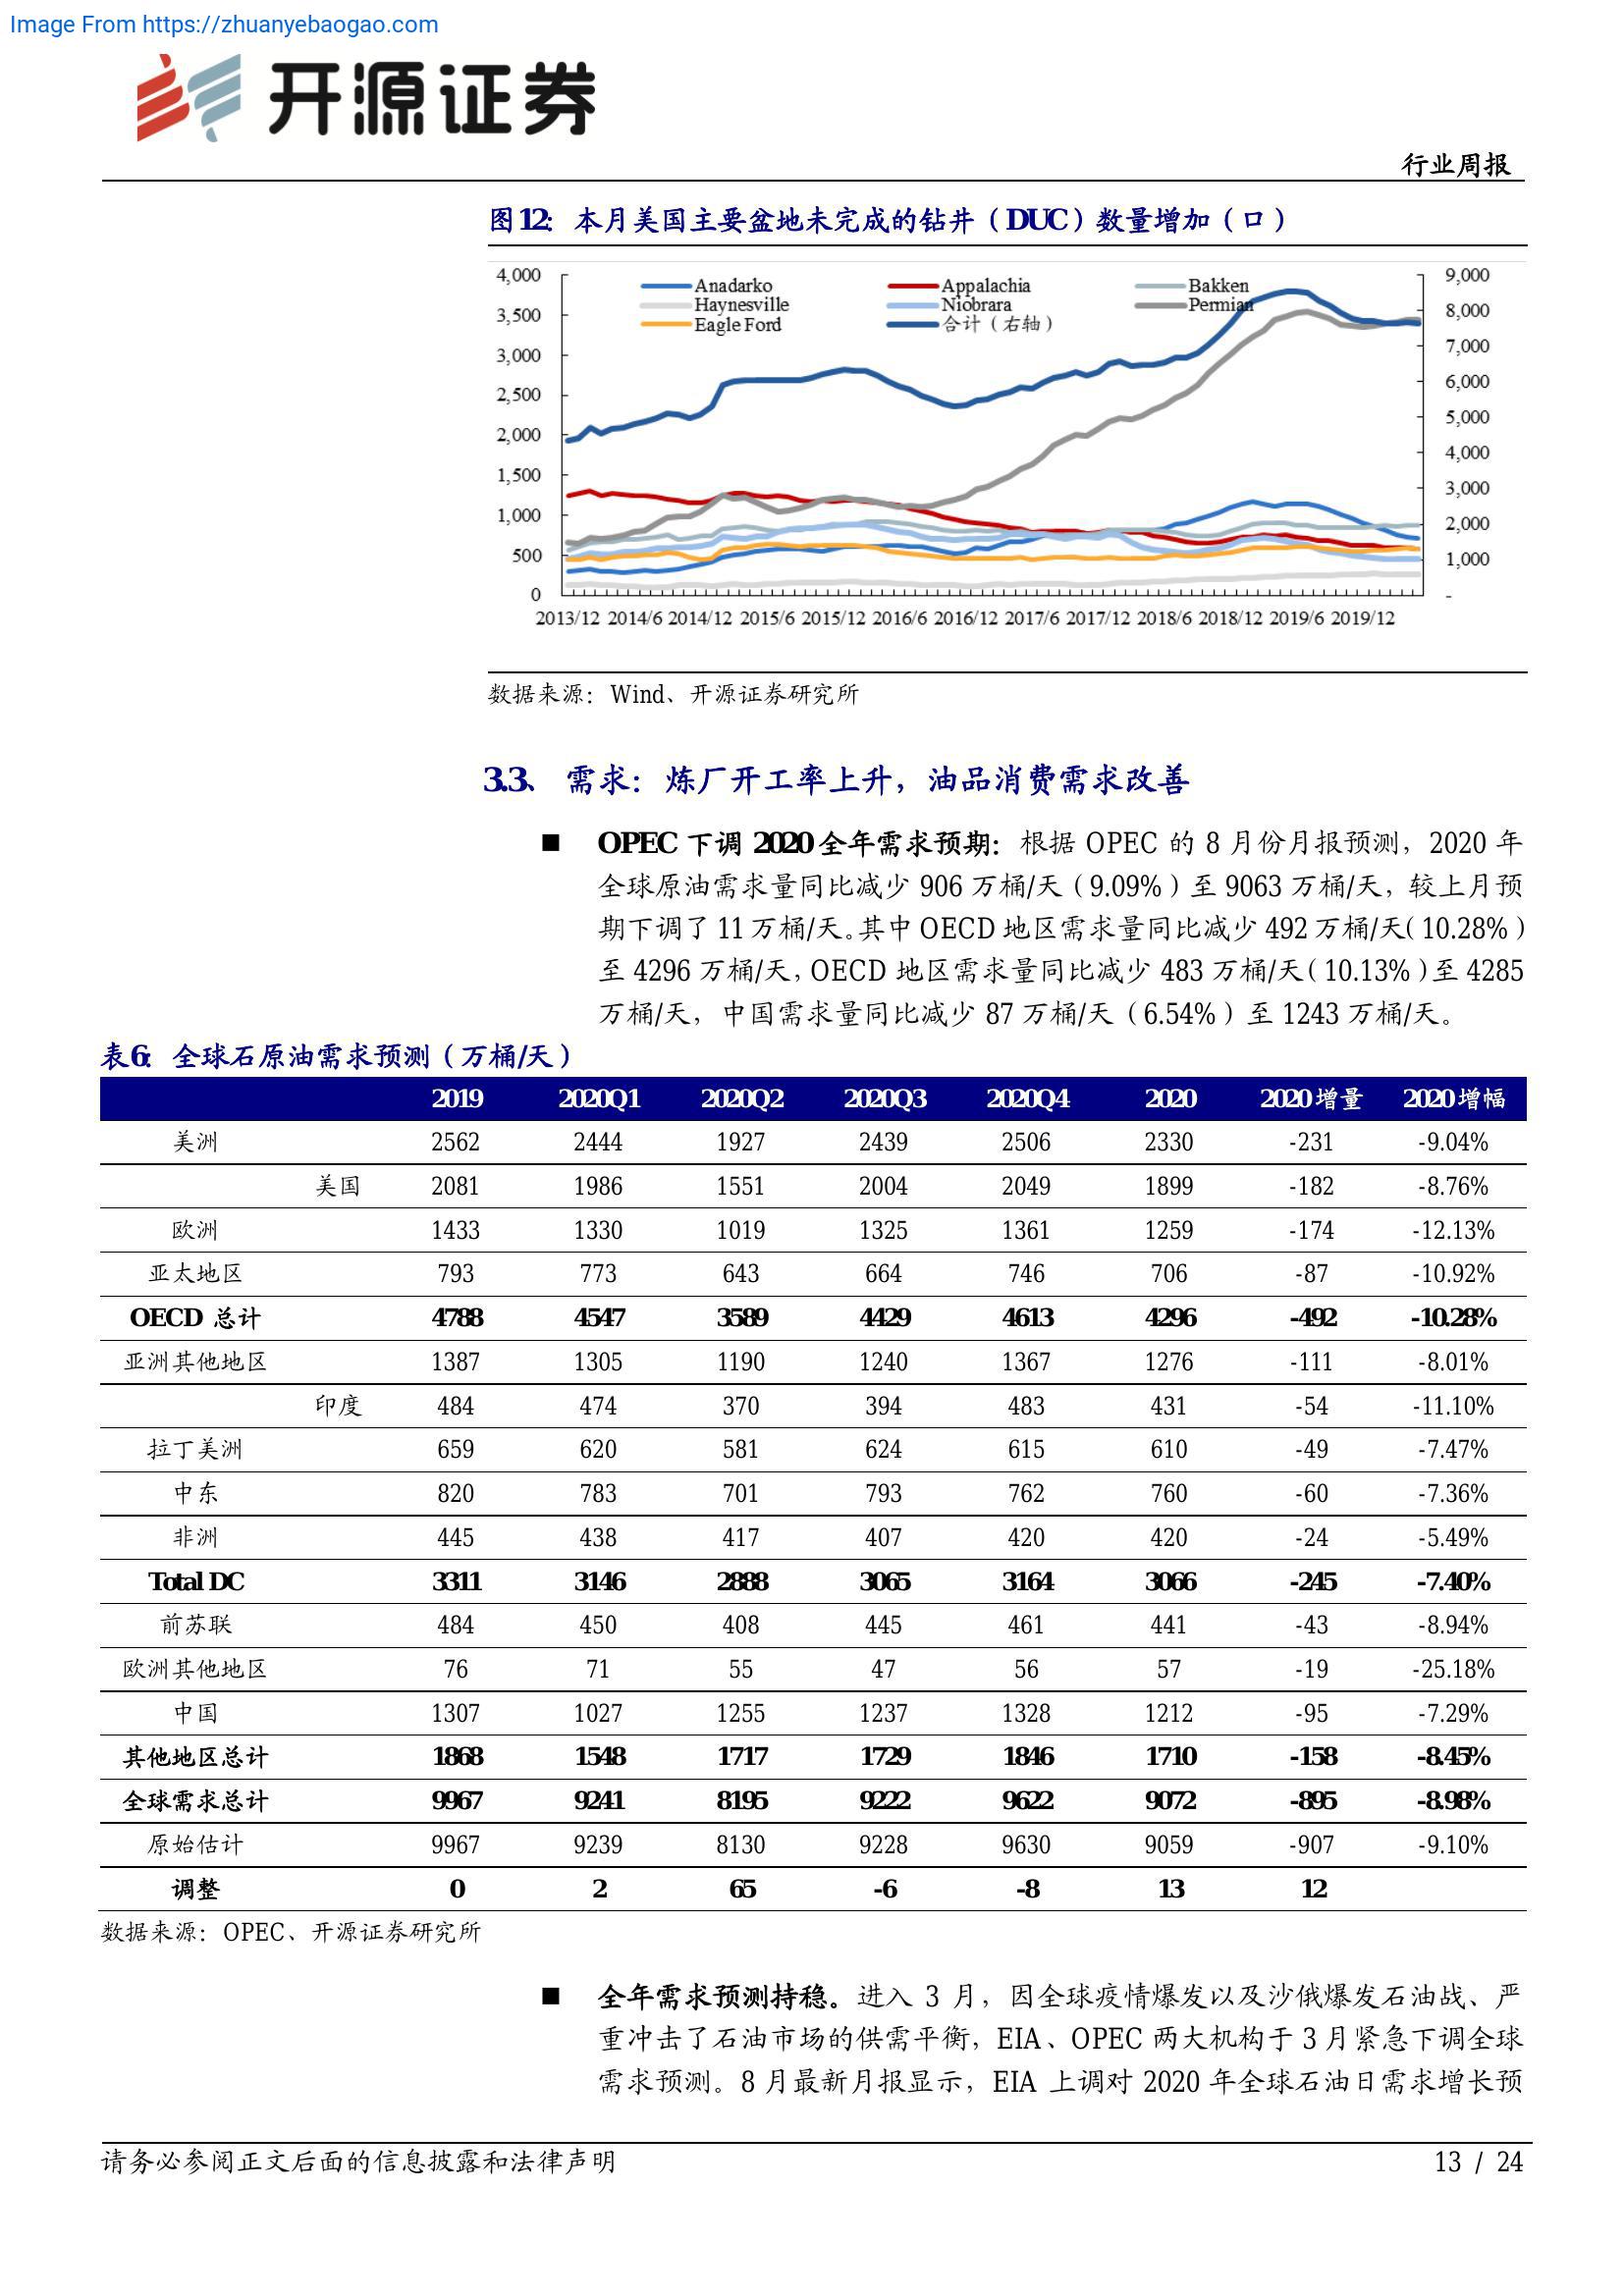 Image From https://zhuanyebaogao.com
开源证券
行业周报
图12: 本月美国主要盆地未完成的钻井（DUC）数量增加（口）
4,000 9,000
Anadarko Appalachia Bakken
Haynesville Niobrara Permian
Eagle Ford 合计（右轴）
3,500 8,000
3,000 7,000
2,500 6,000
2,000 5,000
1,500 4,000
1,000 3,000
500 2,000
0 1,000
-
2013/12 2014/6 2014/12 2015/6 2015/12 2016/6 2016/12 2017/6 2017/12 2018/6 2018/12 2019/6 2019/12
数据来源：Wind、开源证券研究所
3.3、 需求：炼厂开工率上升，油品消费需求改善
■ OPEC 下调 2020 全年需求预期：根据 OPEC 的 8 月份月报预测，2020 年
全球原油需求量同比减少 906 万桶/天（9.09%）至 9063 万桶/天，较上月预
期下调了 11 万桶/天。其中 OECD 地区需求量同比减少 492 万桶/天（10.28%）
至 4296 万桶/天，OECD 地区需求量同比减少 483 万桶/天（10.13%）至 4285
万桶/天，中国需求量同比减少 87 万桶/天（6.54%）至 1243 万桶/天。
表6: 全球石原油需求预测（万桶/天）
2019 2020Q1 2020Q2 2020Q3 2020Q4 2020 2020增量 2020增幅
美洲 2562 2444 1927 2439 2506 2330 -231 -9.04%
美国 2081 1986 1551 2004 2049 1899 -182 -8.76%
欧洲 1433 1330 1019 1325 1361 1259 -174 -12.13%
亚太地区 793 773 643 664 746 706 -87 -10.92%
OECD 总计 4788 4547 3589 4429 4613 4296 -492 -10.28%
亚洲其他地区 1387 1305 1190 1240 1367 1276 -111 -8.01%
印度 484 474 370 394 483 431 -54 -11.10%
拉丁美洲 659 620 581 624 615 610 -49 -7.47%
中东 820 783 701 793 762 760 -60 -7.36%
非洲 445 438 417 407 420 420 -24 -5.49%
Total DC 3311 3146 2888 3065 3164 3066 -245 -7.40%
前苏联 484 450 408 445 461 441 -43 -8.94%
欧洲其他地区 76 71 55 47 56 57 -19 -25.18%
中国 1307 1027 1255 1237 1328 1212 -95 -7.29%
其他地区总计 1868 1548 1717 1729 1846 1710 -158 -8.45%
全球需求总计 9967 9241 8195 9222 9622 9072 -895 -8.98%
原始估计 9967 9239 8130 9228 9630 9059 -907 -9.10%
调整 0 2 65 -6 -8 13 12
数据来源：OPEC、开源证券研究所
■ 全年需求预测持稳。进入 3 月，因全球疫情爆发以及沙俄爆发石油战、严
重冲击了石油市场的供需平衡，EIA、OPEC 两大机构于 3 月紧急下调全球
需求预测。8 月最新月报显示，EIA 上调对 2020 年全球石油日需求增长预
请务必参阅正文后面的信息披露和法律声明 13 / 24